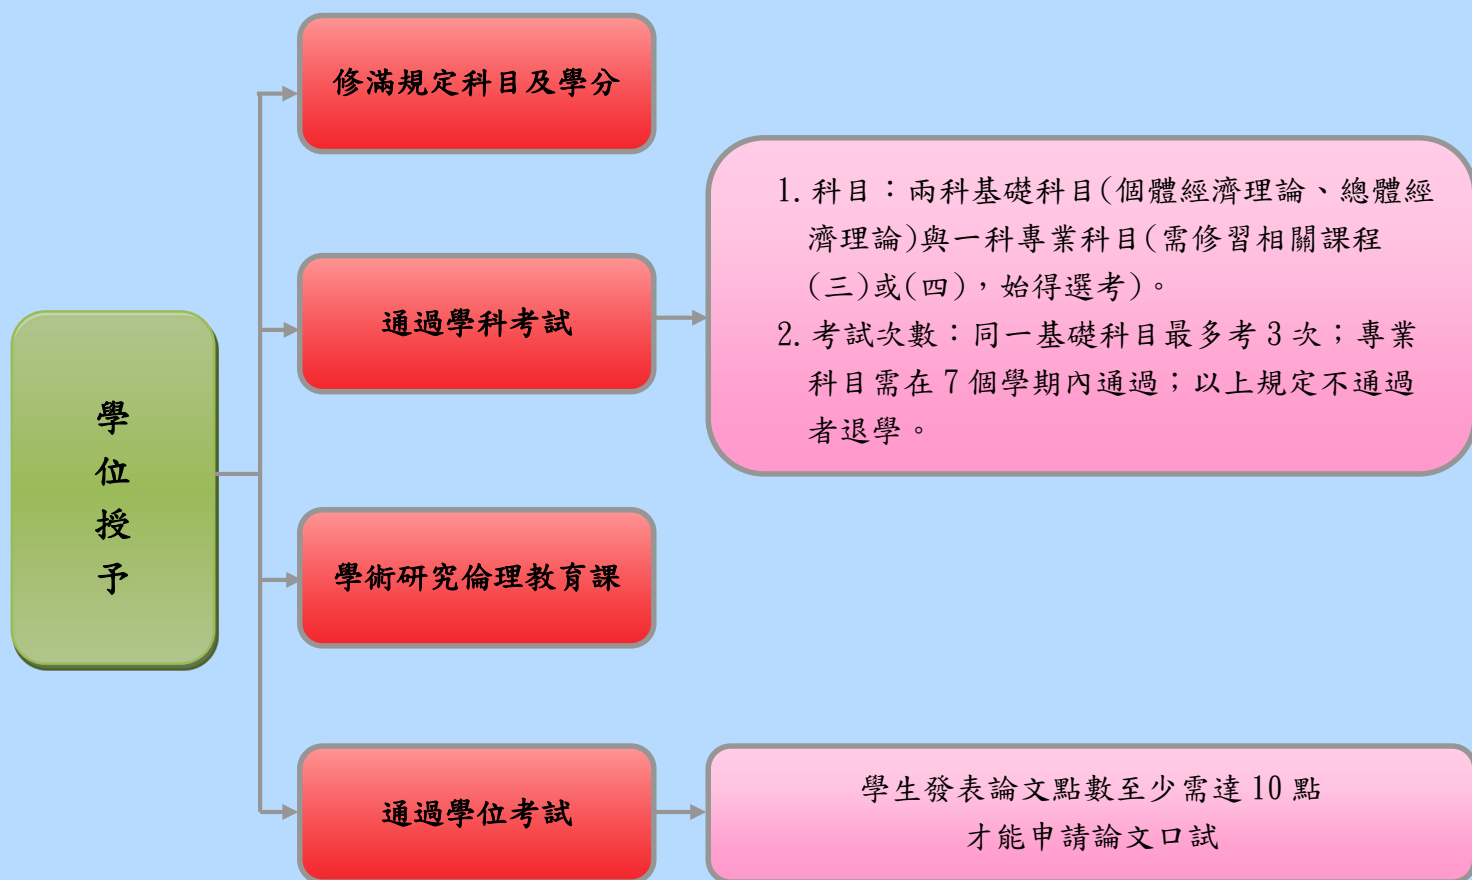 學
位
授
予
修滿規定科目及學分
通過學科考試
1. 科目：兩科基礎科目(個體經濟理論、總體經
濟理論)與一科專業科目(需修習相關課程
(三)或(四)，始得選考)。
2. 考試次數：同一基礎科目最多考 3 次；專業
科目需在 7 個學期內通過；以上規定不通過
者退學。
學術研究倫理教育課
通過學位考試
學生發表論文點數至少需達 10 點
才能申請論文口試